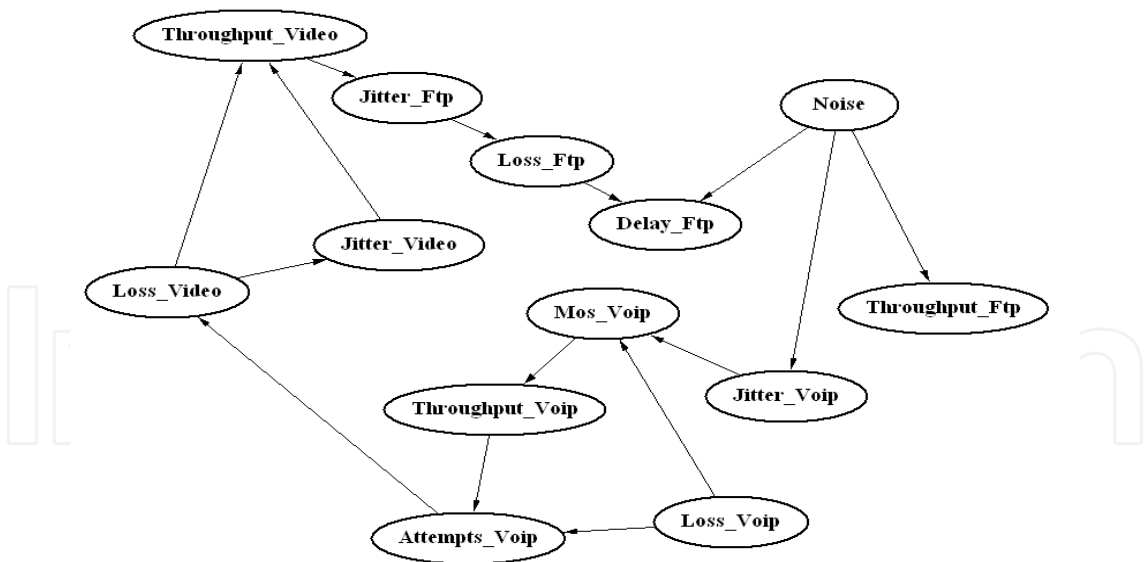 Throughput_Video
Jitter_Ftp
Noise
Loss_Ftp
Delay_Ftp
Jitter_Video
Loss_Video
Throughput_Ftp
Mos_Voip
Jitter_Voip
Throughput_Voip
Loss_Voip
Attempts_Voip